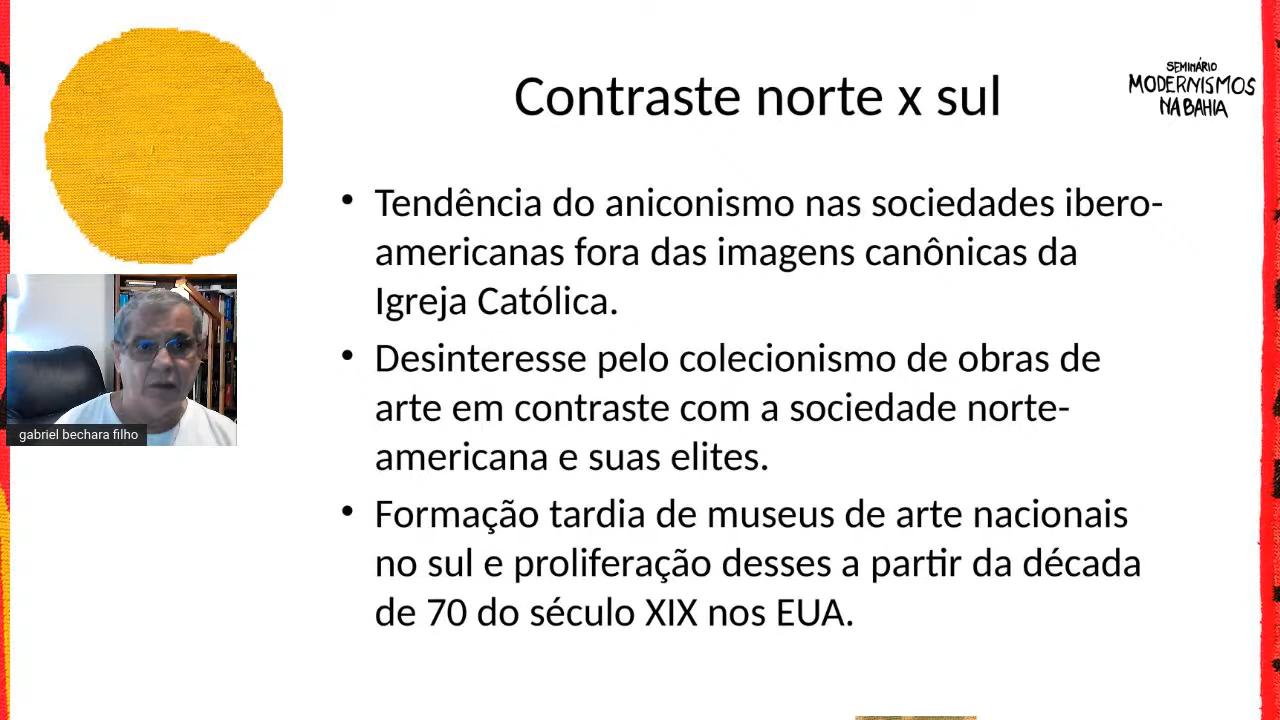 Contraste norte x sul
SEMINÁRIO
MODERNISMOS
NA BAHIA
• Tendência do aniconismo nas sociedades ibero-
americanas fora das imagens canônicas da
Igreja Católica.
• Desinteresse pelo colecionismo de obras de
arte em contraste com a sociedade norte-
americana e suas elites.
• Formação tardia de museus de arte nacionais
no sul e proliferação desses a partir da década
de 70 do século XIX nos EUA.
gabriel bechara filho